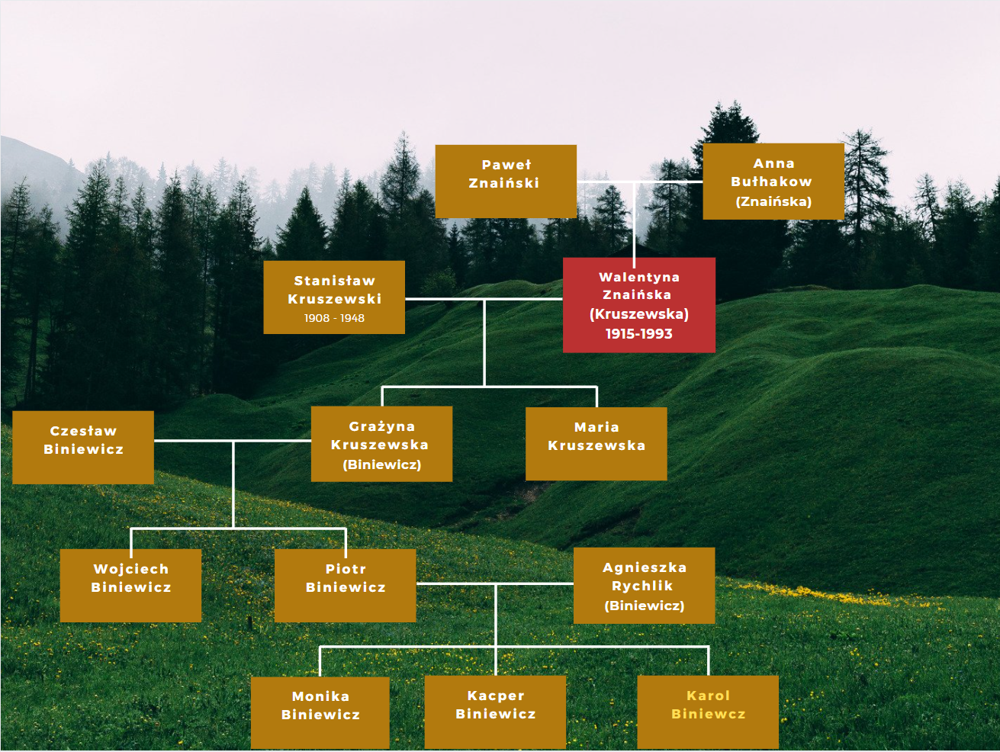 Paweł
Znaiński
Anna
Bułhakow
(Znaińska)
Stanisław
Kruszewski
1908 - 1948
Walentyna
Znaińska
(Kruszewska)
1915-1993
Czesław
Biniewicz
Grażyna
Kruszewska
(Biniewicz)
Maria
Kruszewska
Wojciech
Biniewicz
Piotr
Biniewicz
Agnieszka
Rychlik
(Biniewicz)
Monika
Biniewicz
Kacper
Biniewicz
Karol
Biniewcz